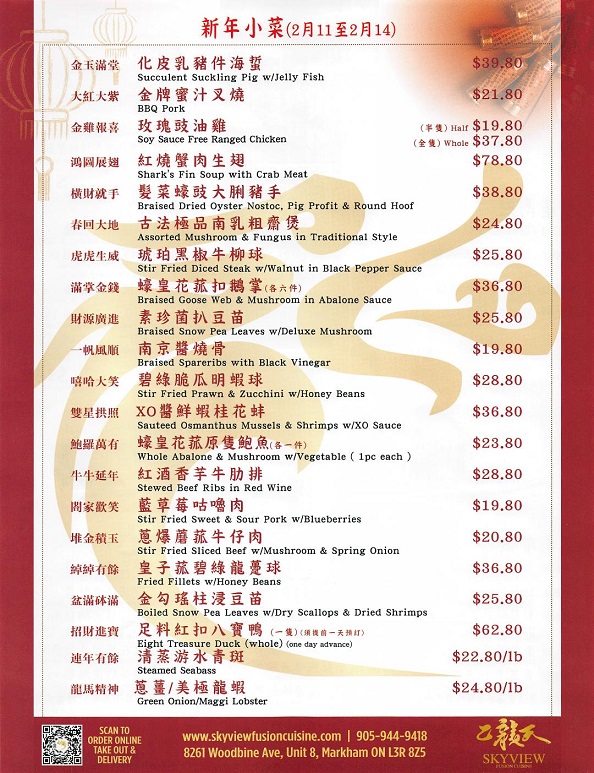 新年小菜(2月11至2月14)
金玉滿堂 化皮乳豬件海蜇 $39.80
Succulent Suckling Pig w/Jelly Fish
大紅大紫 金牌蜜汁叉燒 $21.80
BBQ Pork
金雞報喜 玫瑰豉油雞 (半隻) Half $19.80
Soy Sauce Free Ranged Chicken (全隻) Whole $37.80
鴻圖展翅 紅燒蟹肉生翅 $78.80
Shark's Fin Soup with Crab Meat
橫財就手 髮菜蠔豉大脷豬手 $38.80
Braised Dried Oyster Nostoc, Pig Profit & Round Hoof
春回大地 古法極品南乳粗齋煲 $24.80
Assorted Mushroom & Fungus in Traditional Style
虎虎生威 琥珀黑椒牛柳球 $25.80
Stir Fried Diced Steak w/Walnut in Black Pepper Sauce
滿掌金錢 蠔皇花菰扣鵝掌(各六件) $36.80
Braised Goose Web & Mushroom in Abalone Sauce
財源廣進 素珍菌扒豆苗 $25.80
Braised Snow Pea Leaves w/Deluxe Mushroom
一帆風順 南京醬燒骨 $19.80
Braised Spareribs with Black Vinegar
嘻哈大笑 碧綠脆瓜明蝦球 $28.80
Stir Fried Prawn & Zucchini w/Honey Beans
雙星拱照 XO醬鮮蝦桂花蚌 $36.80
Sauteed Osmanthus Mussels & Shrimps w/XO Sauce
鮑羅萬有 蠔皇花菰原隻鮑魚(各一件) $23.80
Whole Abalone & Mushroom w/Vegetable ( 1pc each )
牛牛延年 紅酒香芋牛肋排 $28.80
Stewed Beef Ribs in Red Wine
閤家歡笑 藍草莓咕嚕肉 $19.80
Stir Fried Sweet & Sour Pork w/Blueberries
堆金積玉 蔥爆蘑菰牛仔肉 $20.80
Stir Fried Sliced Beef w/Mushroom & Spring Onion
綽綽有餘 皇子菰碧綠龍躉球 $36.80
Fried Fillets w/Honey Beans
盆滿砵滿 金勾瑤柱浸豆苗 $25.80
Boiled Snow Pea Leaves w/Dry Scallops & Dried Shrimps
招財進寶 足料紅扣八寶鴨 (一隻)(須提前一天預訂) $62.80
Eight Treasure Duck (whole) (one day advance)
連年有餘 清蒸游水青斑 $22.80/lb
Steamed Seabass
龍馬精神 蔥薑/美極龍蝦 $24.80/lb
Green Onion/Maggi Lobster
SCAN TO
ORDER ONLINE
TAKE OUT &
DELIVERY
www.skyviewfusioncuisine.com | 905-944-9418
8261 Woodbine Ave, Unit 8, Markham ON L3R 8Z5
SKYVIEW
FUSION CUISINE